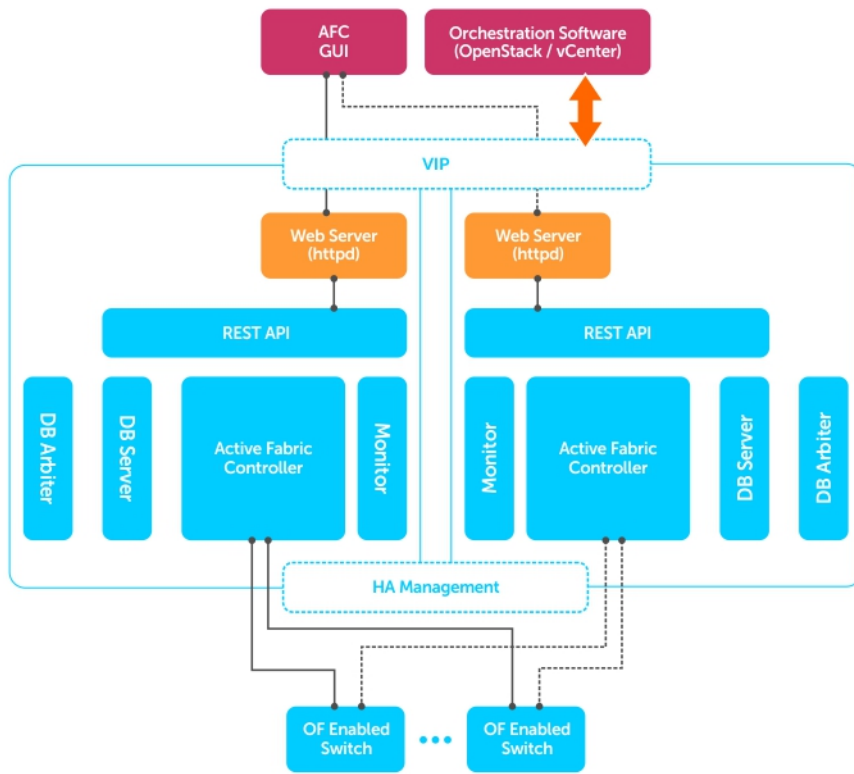 AFC
GUI
Orchestration Software
(OpenStack / vCenter)
VIP
Web Server
(httpd)
Web Server
(httpd)
REST API
REST API
DB Arbiter
DB Server
Active Fabric
Controller
Monitor
Monitor
Active Fabric
Controller
DB Server
DB Arbiter
HA Management
OF Enabled
Switch
OF Enabled
Switch